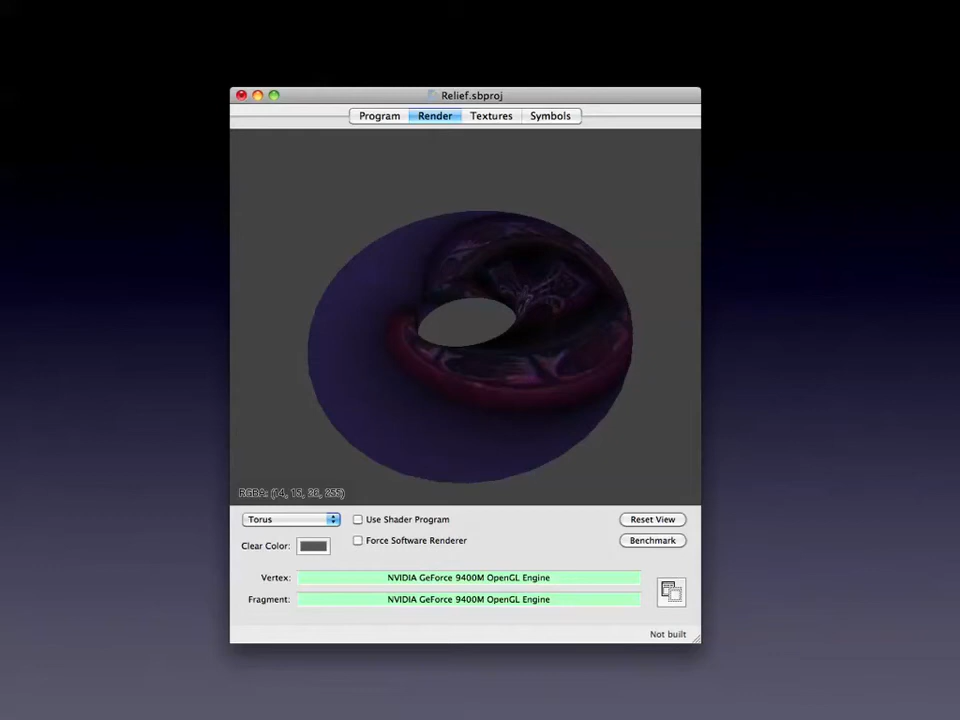 Relief.sbproj
Program Render Textures Symbols
RGBA: (14, 15, 26, 255)
Torus Use Shader Program Reset View
Clear Color: Force Software Renderer Benchmark
Vertex: NVIDIA GeForce 9400M OpenGL Engine
Fragment: NVIDIA GeForce 9400M OpenGL Engine
Not built